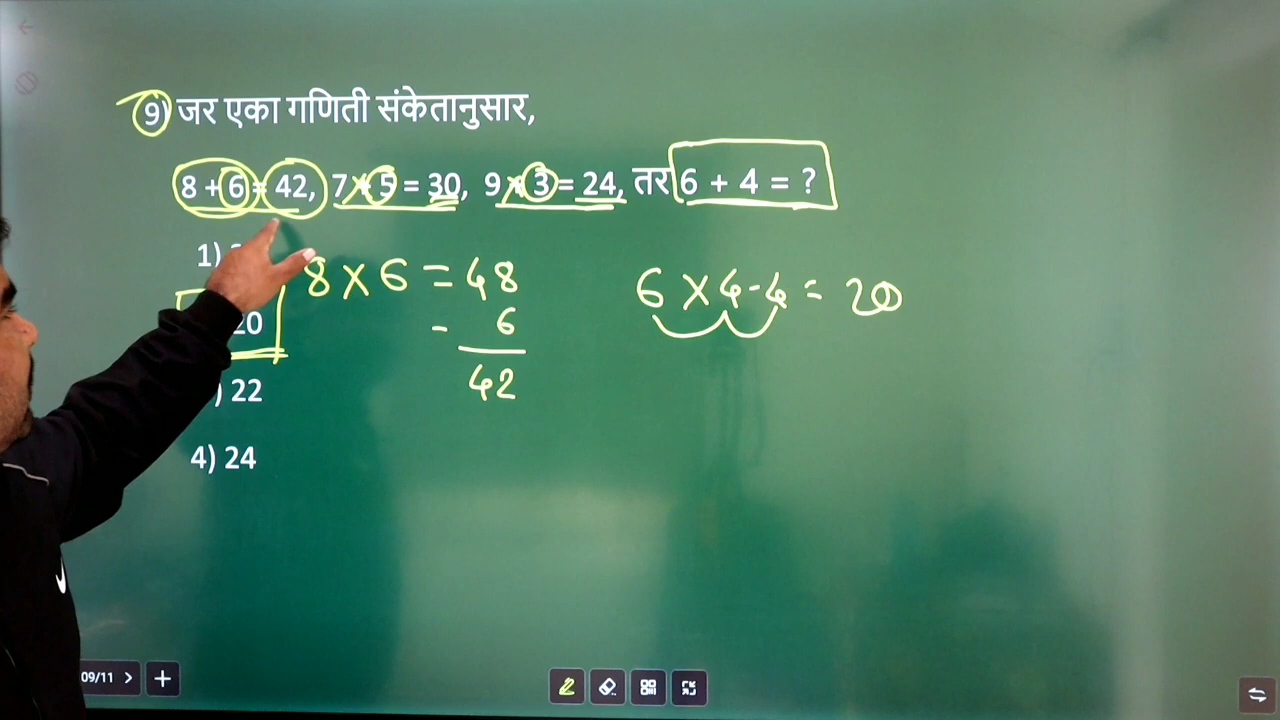 9) जर एका गणिती संकेतानुसार,
8 + 6 = 42, 7 + 5 = 30, 9 + 3 = 24, तर 6 + 4 = ?
1)
20
) 22
4) 24
8 × 6 = 48
- 6
42
6 × 4 - 4 = 20
09/11